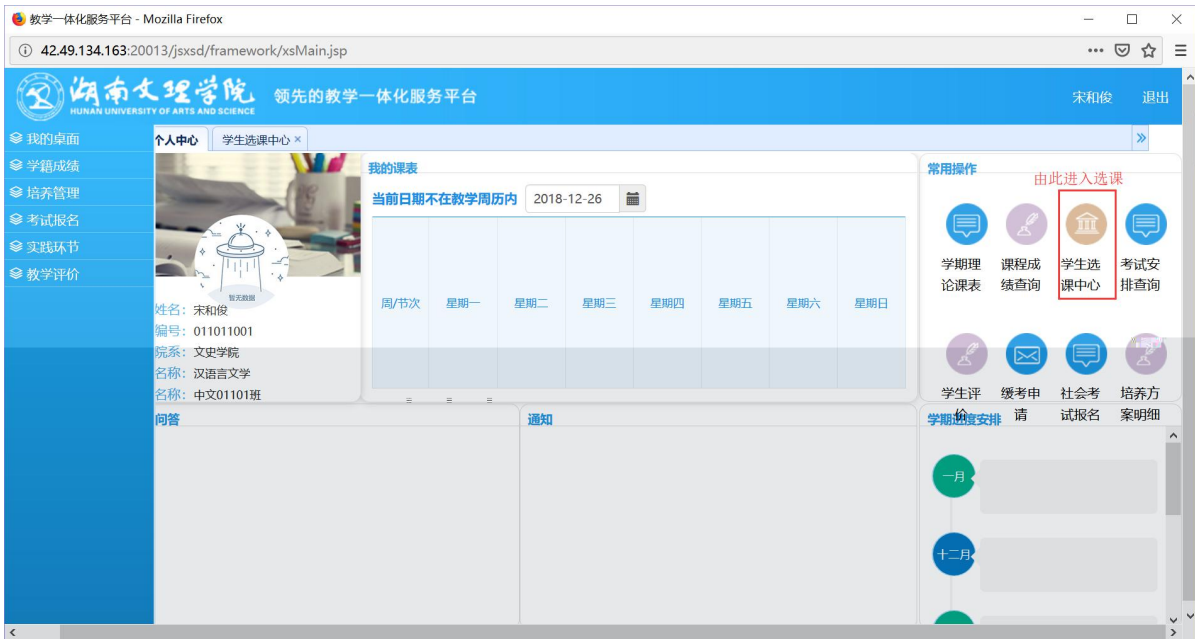 教学一体化服务平台 - Mozilla Firefox
42.49.134.163:20013/jsxsd/framework/xsMain.jsp
湖南文理学院
HUNAN UNIVERSITY OF ARTS AND SCIENCE
领先的教学一体化服务平台
宋和俊
退出
我的桌面
学籍成绩
培养管理
考试报名
实践环节
教学评价
个人中心
学生选课中心 ×
暂无数据
姓名：宋和俊
编号：011011001
院系：文史学院
名称：汉语言文学
名称：中文01101班
我的课表
当前日期不在教学周历内 2018-12-26
周/节次 星期一 星期二 星期三 星期四 星期五 星期六 星期日
常用操作
由此进入选课
学期理
论课表
课程成
绩查询
学生选
课中心
考试安
排查询
学生评
价
缓考申
请
社会考
试报名
培养方
案明细
问答
通知
学期进度安排
一月
十二月